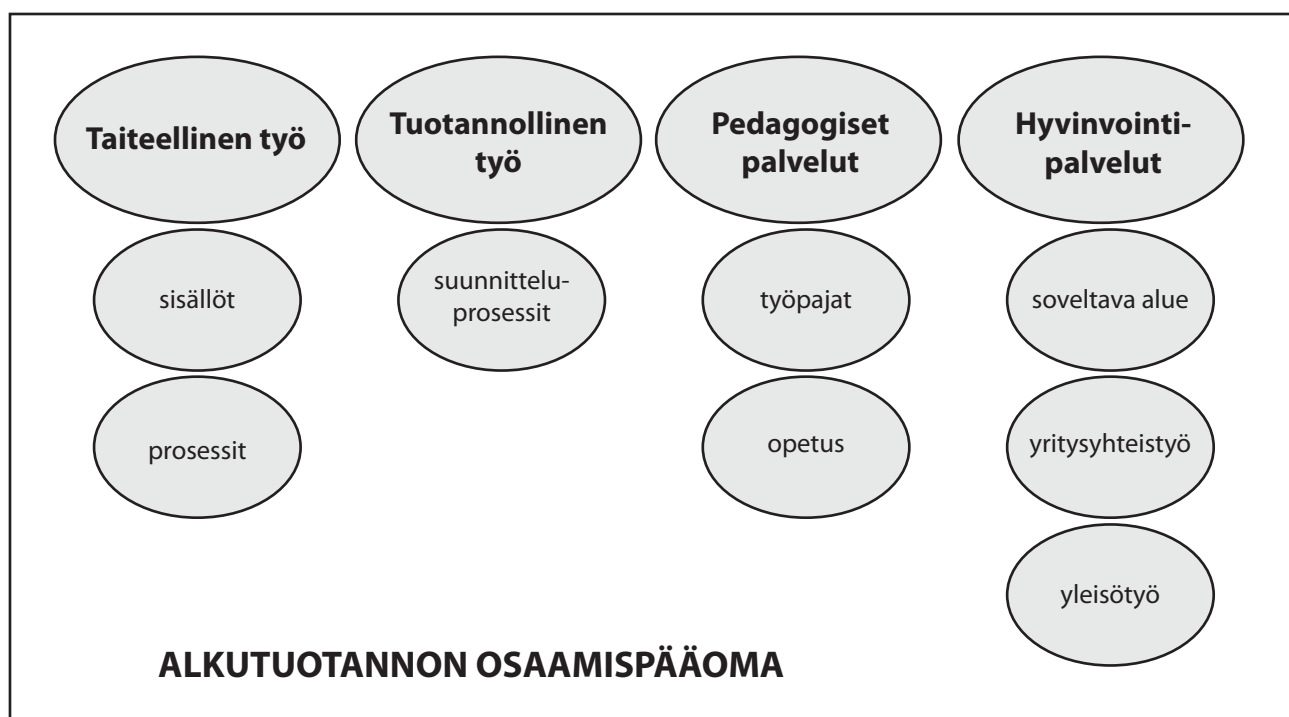 Taiteellinen työ
sisällöt
prosessit
Tuotannollinen
työ
suunnittelu-
prosessit
Pedagogiset
palvelut
työpajat
opetus
Hyvinvointi-
palvelut
soveltava alue
yritysyhteistyö
yleisötyö
ALKUTUOTANNON OSAAMISPÄÄOMA